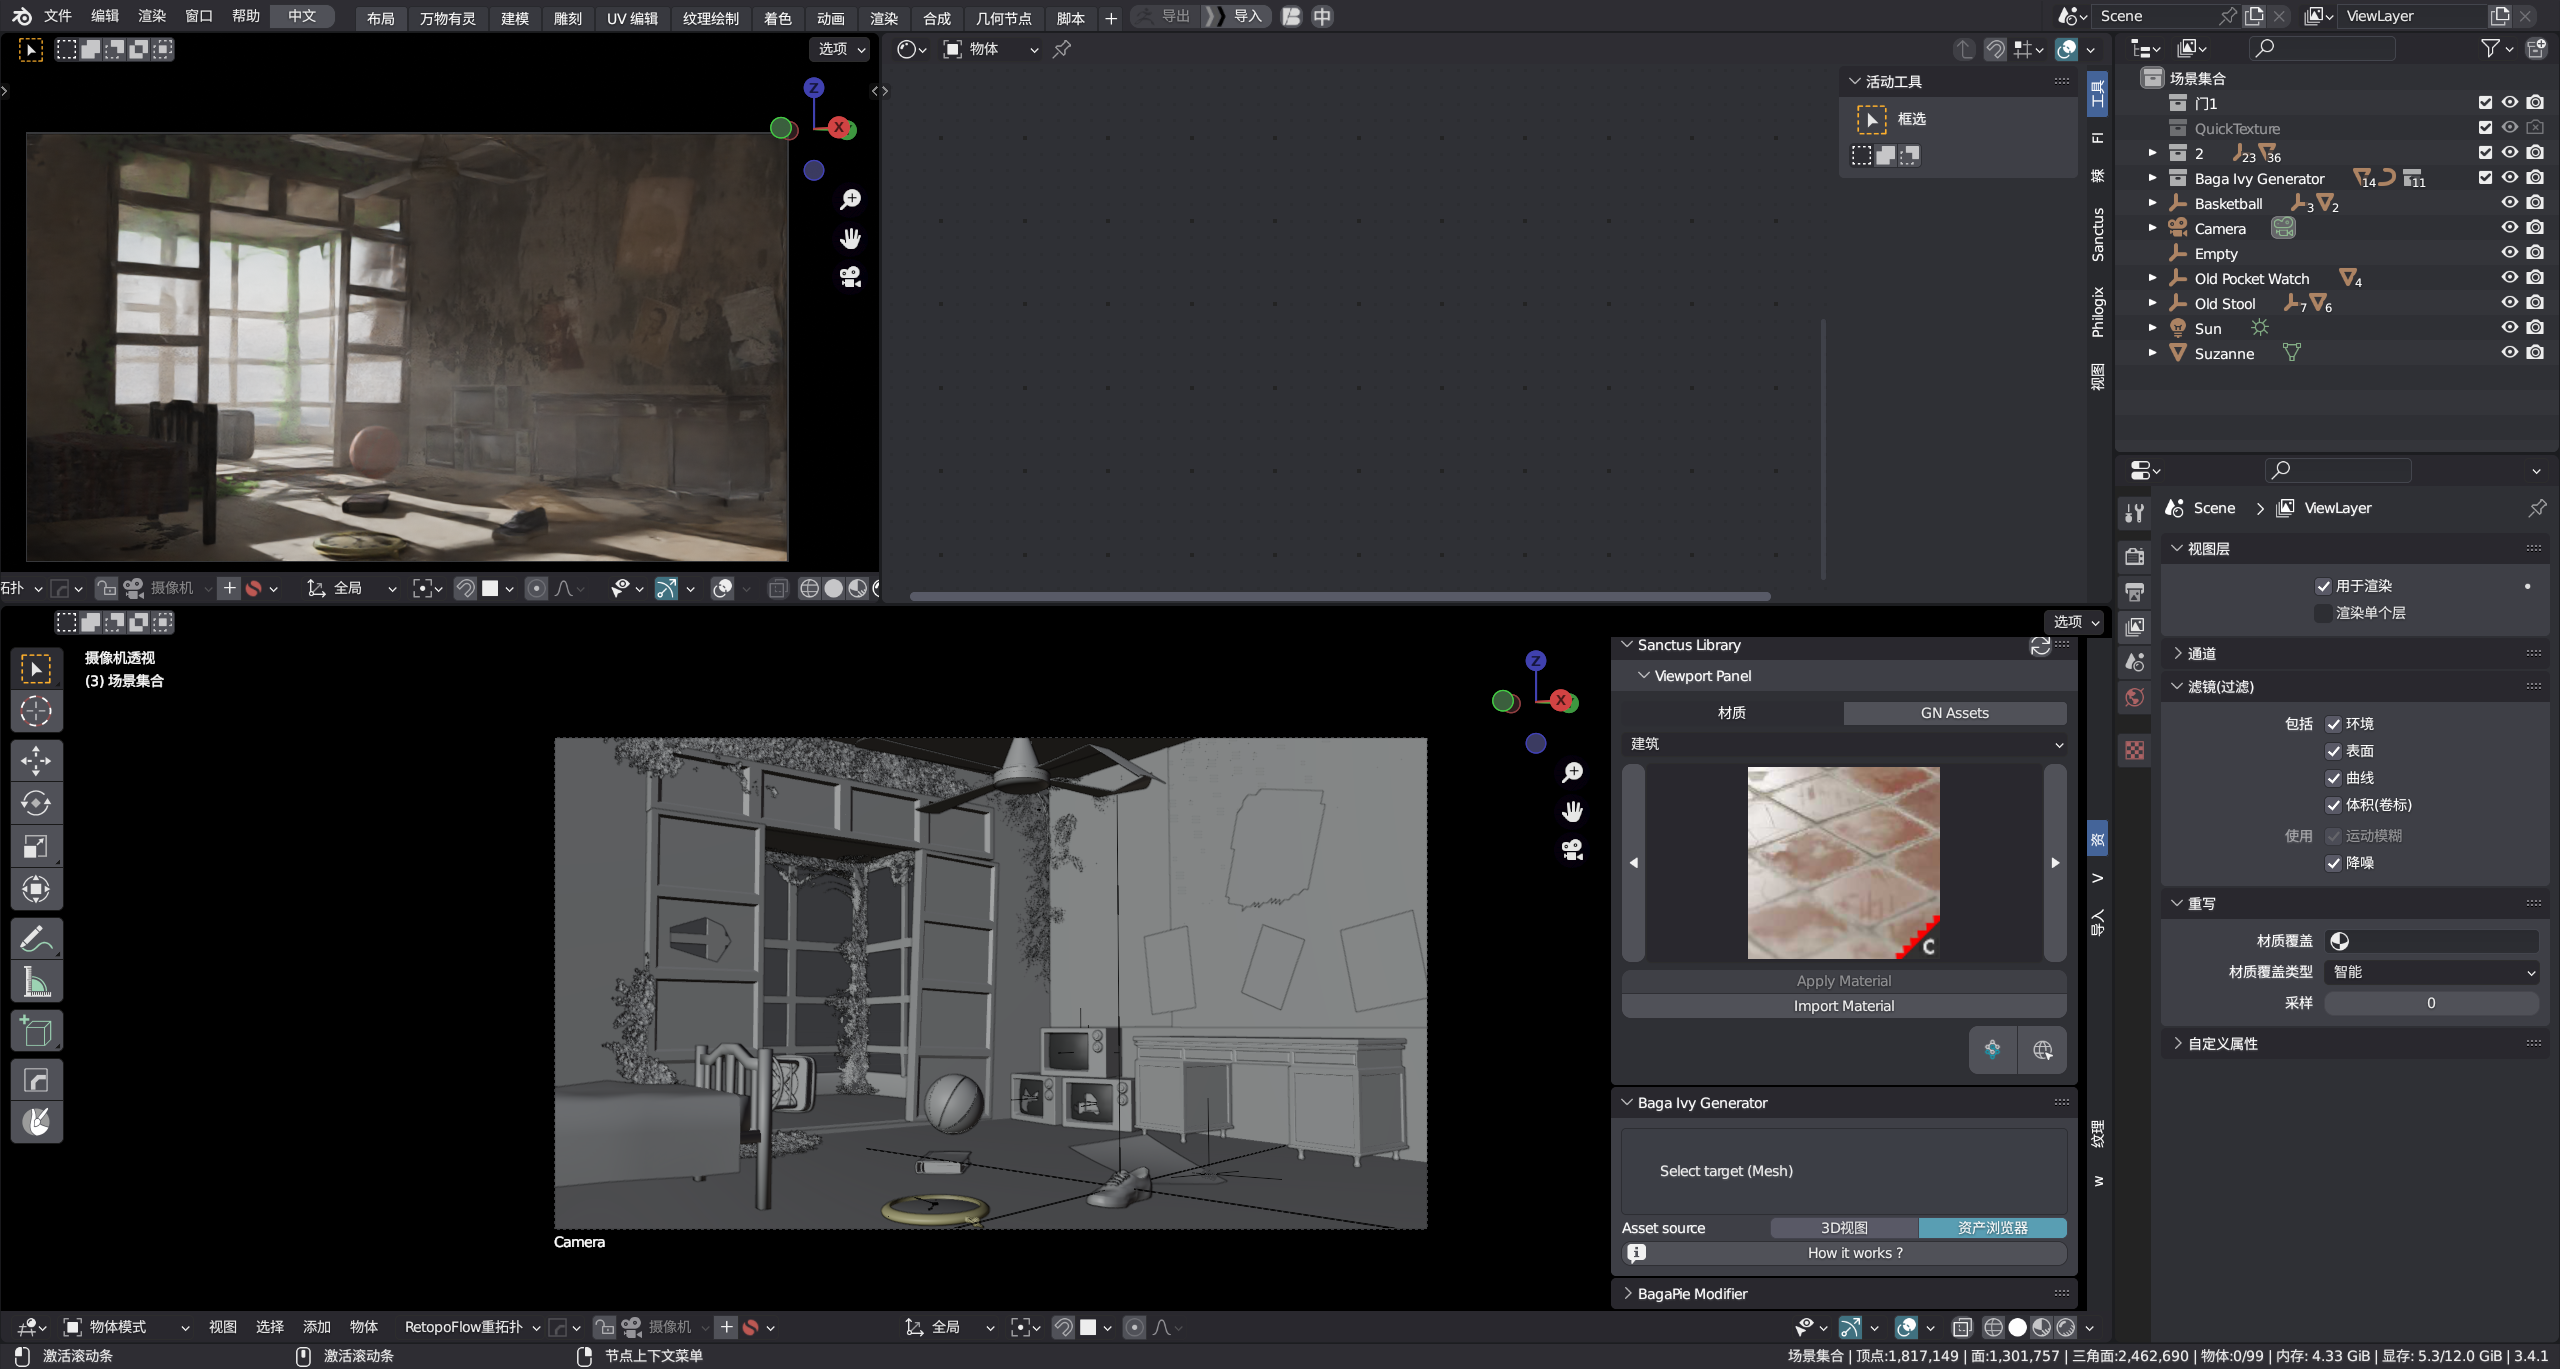 文件 编辑 渲染 窗口 帮助 中文 布局 万物有灵 建模 雕刻 UV 编辑 纹理绘制 着色 动画 渲染 合成 几何节点 脚本 + 导出 导入 中 Scene ViewLayer
选项
物体
活动工具
框选
工具
FI
辣
Sanctus
Philogix
视图
Z
X
场景集合
门1
QuickTexture
2 23 36
Baga Ivy Generator 14 11
Basketball 3 2
Camera
Empty
Old Pocket Watch 4
Old Stool 7 6
Sun
Suzanne
拓扑 摄像机 全局
Scene > ViewLayer
视图层
用于渲染
渲染单个层
通道
滤镜(过滤)
包括 环境
表面
曲线
体积(卷标)
使用 运动模糊
降噪
重写
材质覆盖
材质覆盖类型 智能
采样 0
自定义属性
选项
摄像机透视
(3) 场景集合
Z
X
Camera
Sanctus Library
Viewport Panel
材质 GN Assets
建筑
C
Apply Material
Import Material
Baga Ivy Generator
Select target (Mesh)
Asset source 3D视图 资产浏览器
How it works ?
BagaPie Modifier
资
V
导入
纹理
W
物体模式 视图 选择 添加 物体 RetopoFlow重拓扑 摄像机 全局
激活滚动条 激活滚动条 节点上下文菜单 场景集合 | 顶点:1,817,149 | 面:1,301,757 | 三角面:2,462,690 | 物体:0/99 | 内存: 4.33 GiB | 显存: 5.3/12.0 GiB | 3.4.1